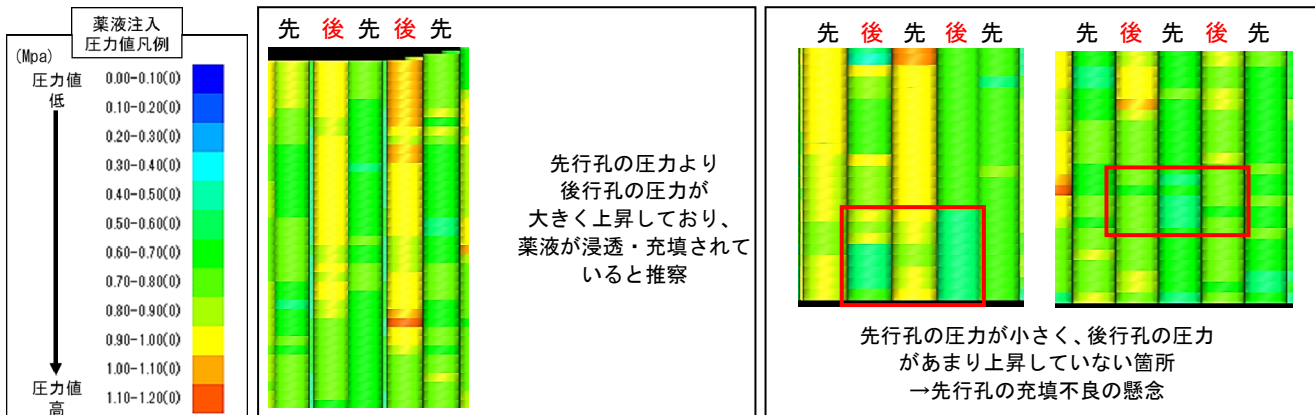 薬液注入
圧力値凡例
(Mpa)
圧力値
低
0.00-0.10(0)
0.10-0.20(0)
0.20-0.30(0)
0.30-0.40(0)
0.40-0.50(0)
0.50-0.60(0)
0.60-0.70(0)
0.70-0.80(0)
0.80-0.90(0)
0.90-1.00(0)
1.00-1.10(0)
1.10-1.20(0)
圧力値
高
先 後 先 後 先
先行孔の圧力より
後行孔の圧力が
大きく上昇しており、
薬液が浸透・充填されて
いると推察
先 後 先 後 先
先 後 先 後 先
先行孔の圧力が小さく、後行孔の圧力
があまり上昇していない箇所
→先行孔の充填不良の懸念